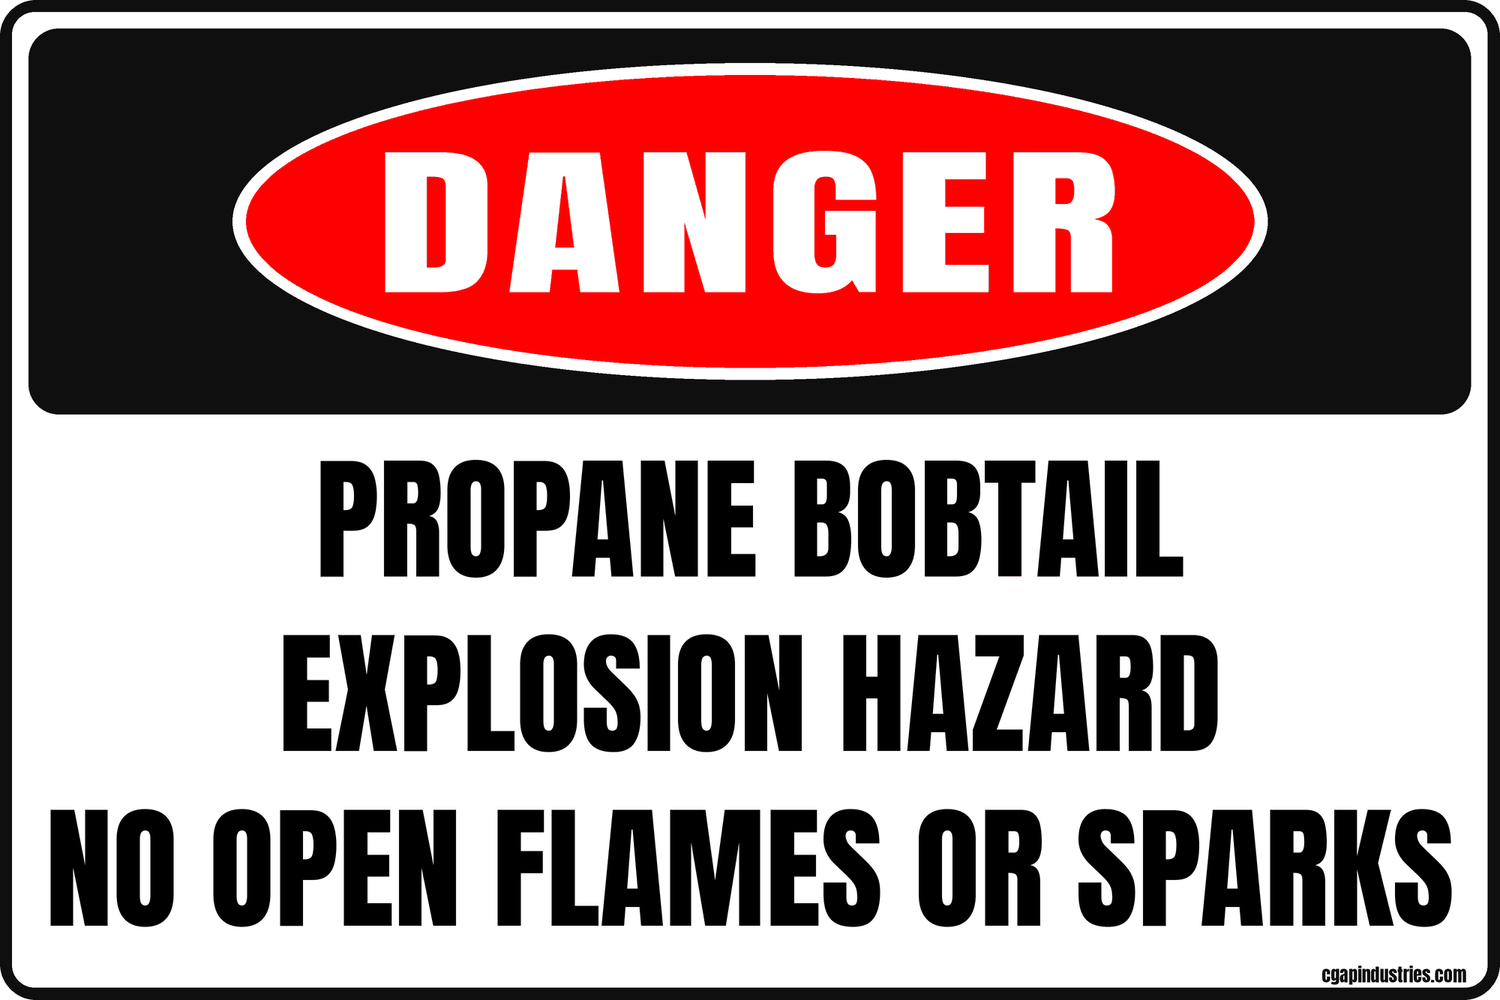 DANGER
PROPANE BOBTAIL
EXPLOSION HAZARD
NO OPEN FLAMES OR SPARKS
cgapindustries.com